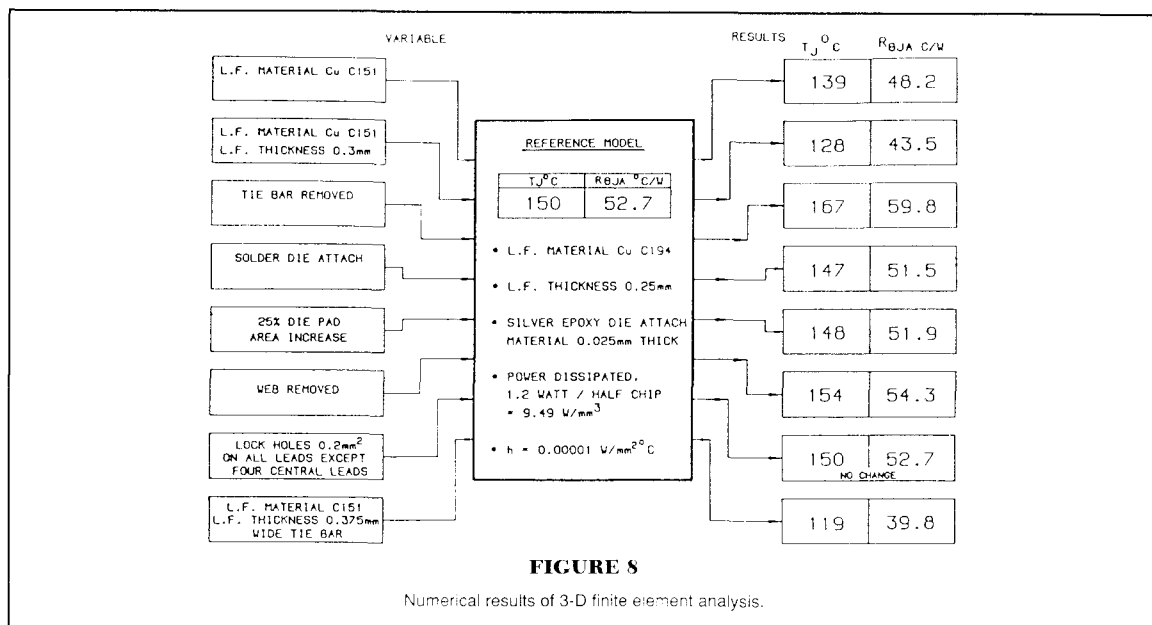 VARIABLE
RESULTS
TJ°C
RθJA C/W
L.F. MATERIAL Cu C151
139
48.2
L.F. MATERIAL Cu C151
L.F. THICKNESS 0.3mm
128
43.5
TIE BAR REMOVED
167
59.8
SOLDER DIE ATTACH
147
51.5
25% DIE PAD
AREA INCREASE
148
51.9
WEB REMOVED
154
54.3
LOCK HOLES 0.2mm²
ON ALL LEADS EXCEPT
FOUR CENTRAL LEADS
150
52.7
NO CHANGE
L.F. MATERIAL C151
L.F. THICKNESS 0.375mm
WIDE TIE BAR
119
39.8
REFERENCE MODEL
TJ°C
RθJA °C/W
150
52.7
• L.F. MATERIAL Cu C194
• L.F. THICKNESS 0.25mm
• SILVER EPOXY DIE ATTACH
MATERIAL 0.025mm THICK
• POWER DISSIPATED.
1.2 WATT / HALF CHIP
= 9.49 W/mm³
• h = 0.00001 W/mm²°C
FIGURE 8
Numerical results of 3-D finite element analysis.